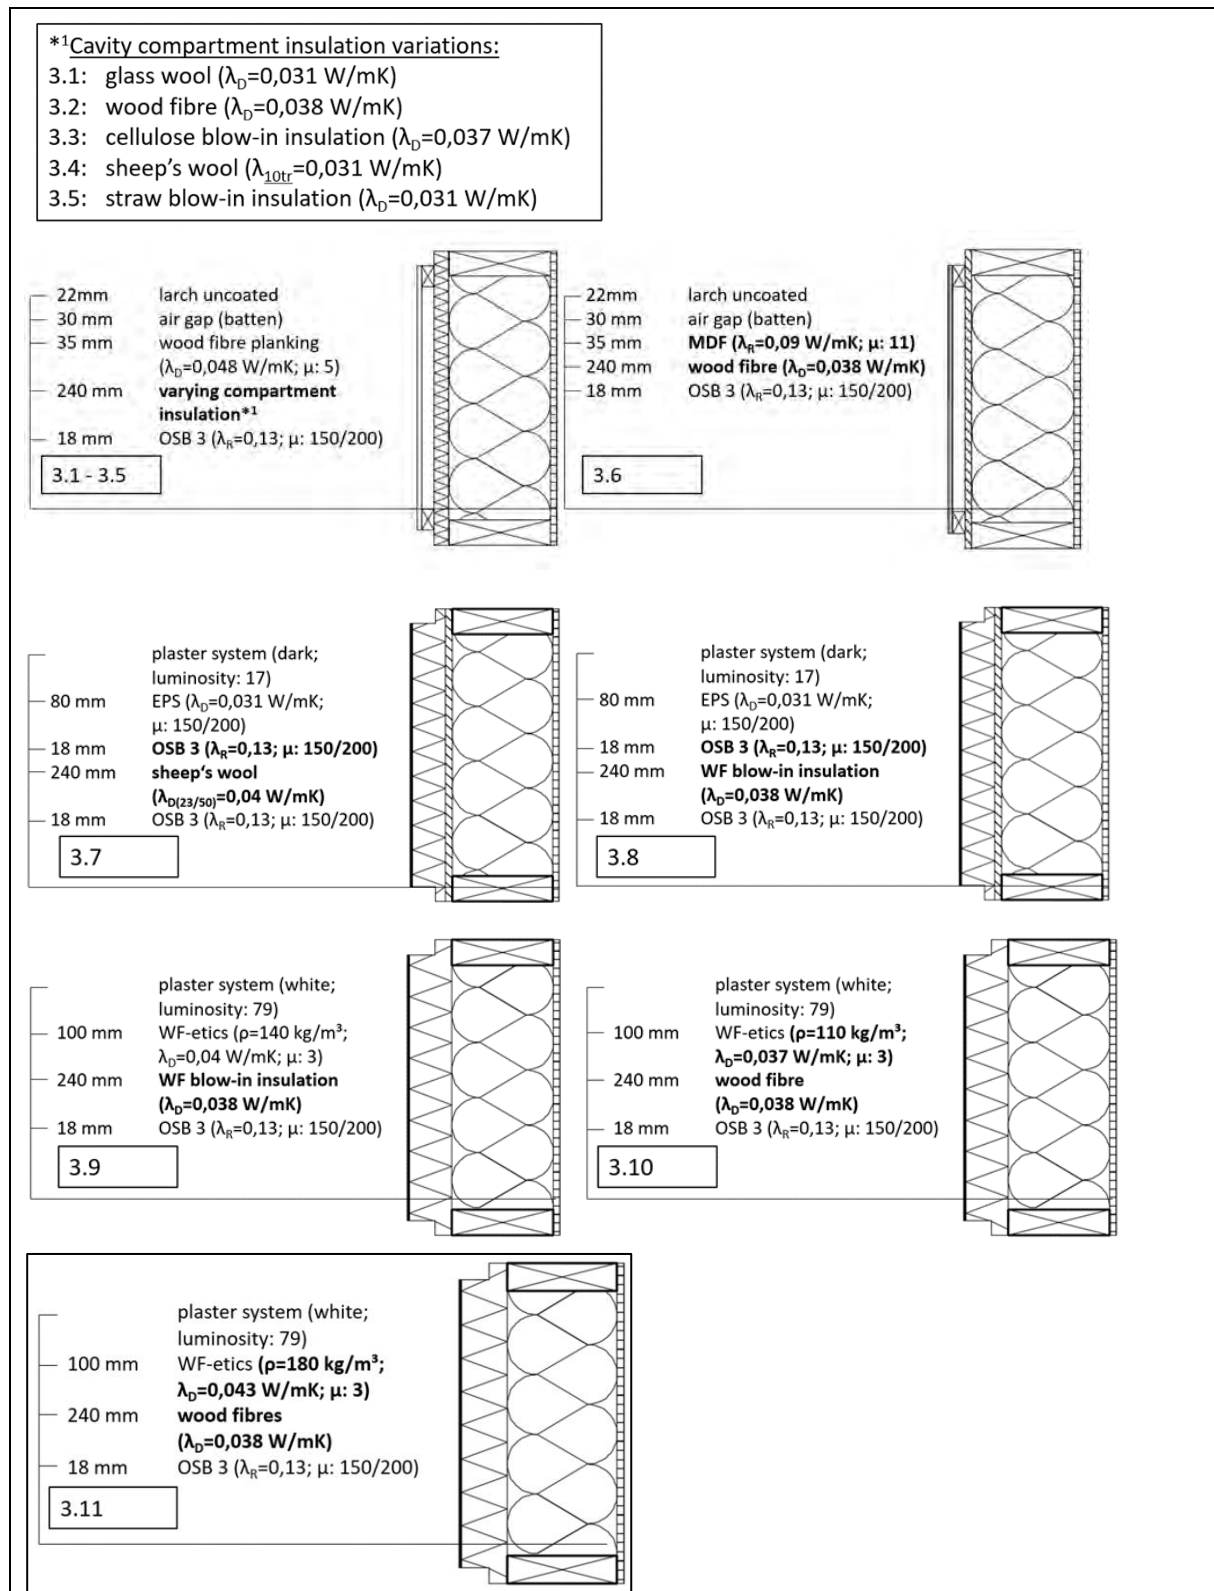 *¹Cavity compartment insulation variations:
3.1: glass wool (λD=0,031 W/mK)
3.2: wood fibre (λD=0,038 W/mK)
3.3: cellulose blow-in insulation (λD=0,037 W/mK)
3.4: sheep’s wool (λ10tr=0,031 W/mK)
3.5: straw blow-in insulation (λD=0,031 W/mK)
22mm larch uncoated
30 mm air gap (batten)
35 mm wood fibre planking
(λD=0,048 W/mK; μ: 5)
240 mm varying compartment
insulation*¹
18 mm OSB 3 (λR=0,13; μ: 150/200)
3.1 - 3.5
22mm larch uncoated
30 mm air gap (batten)
35 mm MDF (λR=0,09 W/mK; μ: 11)
240 mm wood fibre (λD=0,038 W/mK)
18 mm OSB 3 (λR=0,13; μ: 150/200)
3.6
plaster system (dark;
luminosity: 17)
80 mm EPS (λD=0,031 W/mK;
μ: 150/200)
18 mm OSB 3 (λR=0,13; μ: 150/200)
240 mm sheep‘s wool
(λD(23/50)=0,04 W/mK)
18 mm OSB 3 (λR=0,13; μ: 150/200)
3.7
plaster system (dark;
luminosity: 17)
80 mm EPS (λD=0,031 W/mK;
μ: 150/200)
18 mm OSB 3 (λR=0,13; μ: 150/200)
240 mm WF blow-in insulation
(λD=0,038 W/mK)
18 mm OSB 3 (λR=0,13; μ: 150/200)
3.8
plaster system (white;
luminosity: 79)
100 mm WF-etics (ρ=140 kg/m³;
λD=0,04 W/mK; μ: 3)
240 mm WF blow-in insulation
(λD=0,038 W/mK)
18 mm OSB 3 (λR=0,13; μ: 150/200)
3.9
plaster system (white;
luminosity: 79)
100 mm WF-etics (ρ=110 kg/m³;
λD=0,037 W/mK; μ: 3)
240 mm wood fibre
(λD=0,038 W/mK)
18 mm OSB 3 (λR=0,13; μ: 150/200)
3.10
plaster system (white;
luminosity: 79)
100 mm WF-etics (ρ=180 kg/m³;
λD=0,043 W/mK; μ: 3)
240 mm wood fibres
(λD=0,038 W/mK)
18 mm OSB 3 (λR=0,13; μ: 150/200)
3.11